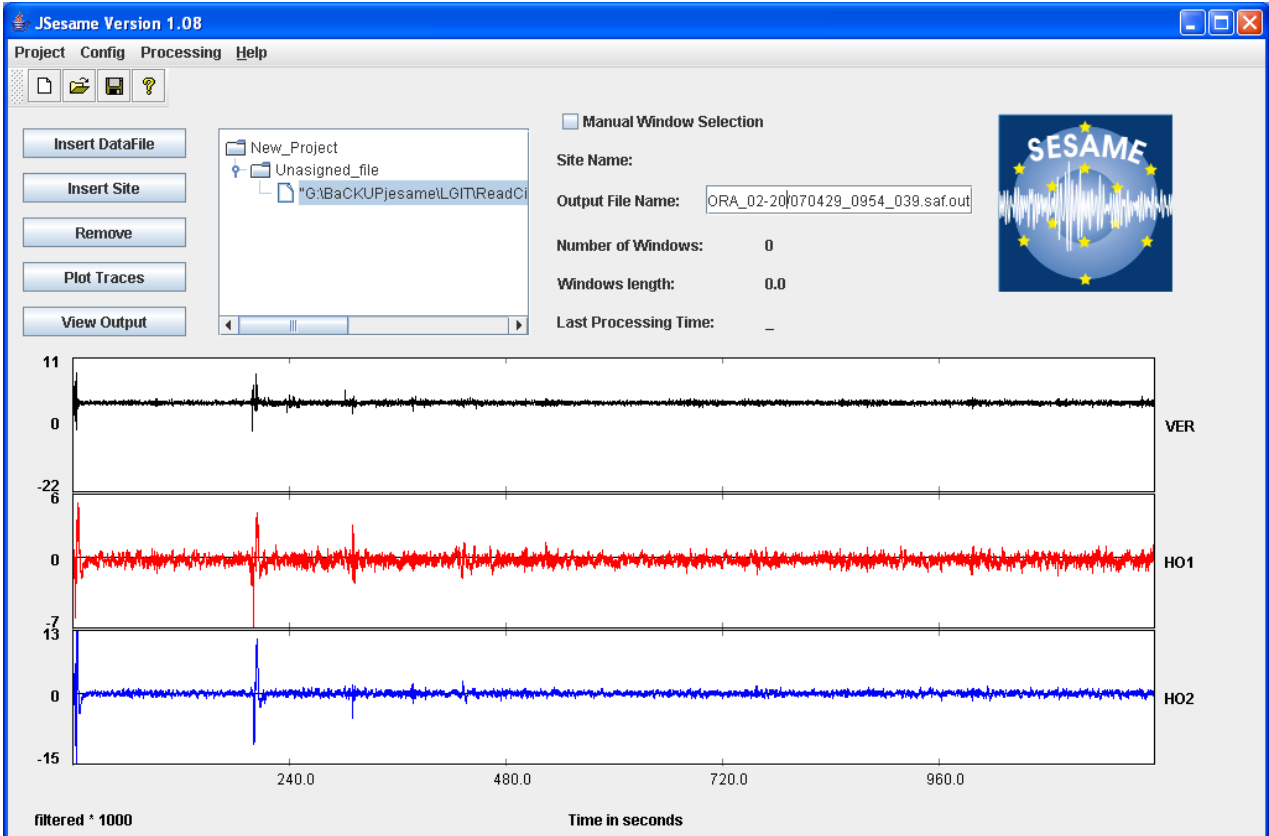 JSesame Version 1.08
Project Config Processing Help
Insert DataFile
Insert Site
Remove
Plot Traces
View Output
New_Project
Unasigned_file
"G:\BaCKUPjesame\LGIT\ReadCi
Manual Window Selection
Site Name:
Output File Name: ORA_02-20/070429_0954_039.saf.out
Number of Windows: 0
Windows length: 0.0
Last Processing Time: _
SESAME
11
0
-22
VER
6
0
-7
HO1
13
0
-15
HO2
240.0 480.0 720.0 960.0
filtered * 1000 Time in seconds